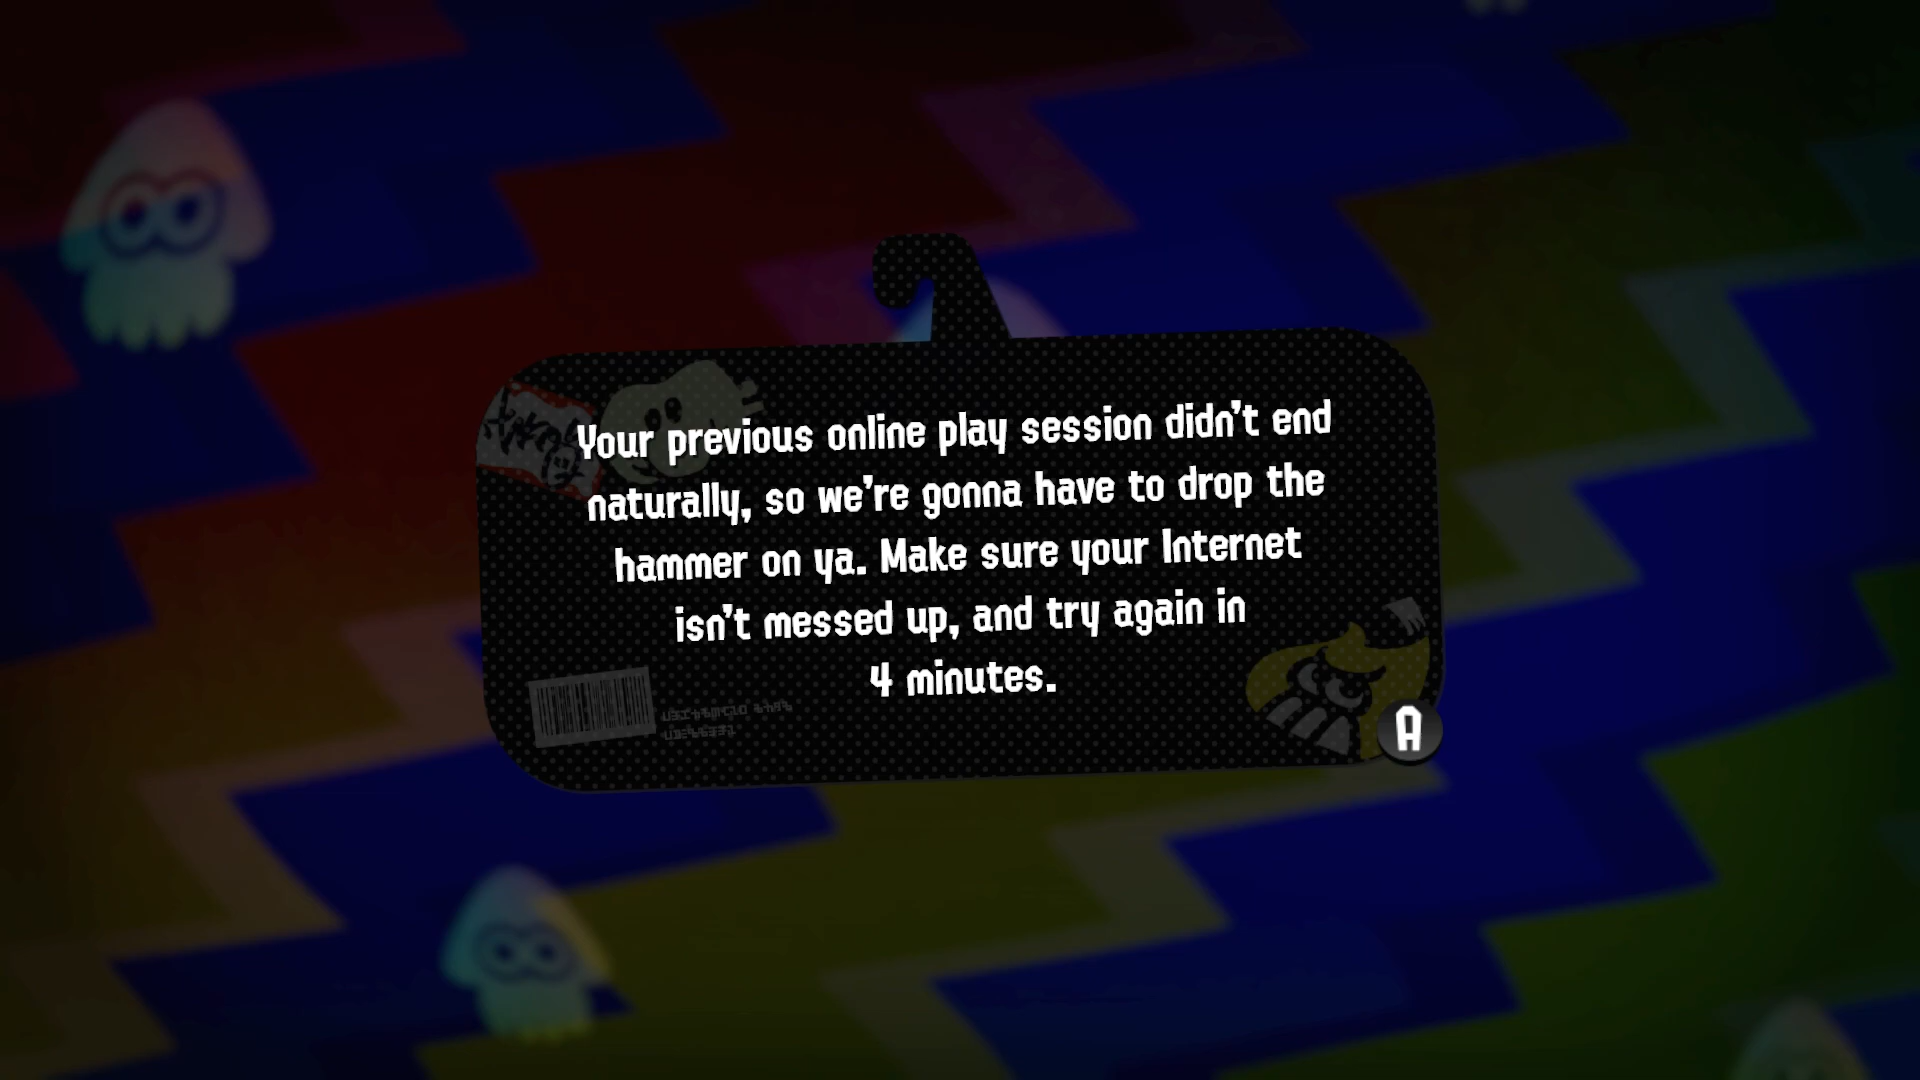 Your previous online play session didn't end
naturally, so we're gonna have to drop the
hammer on ya. Make sure your Internet
isn't messed up, and try again in
4 minutes.
A